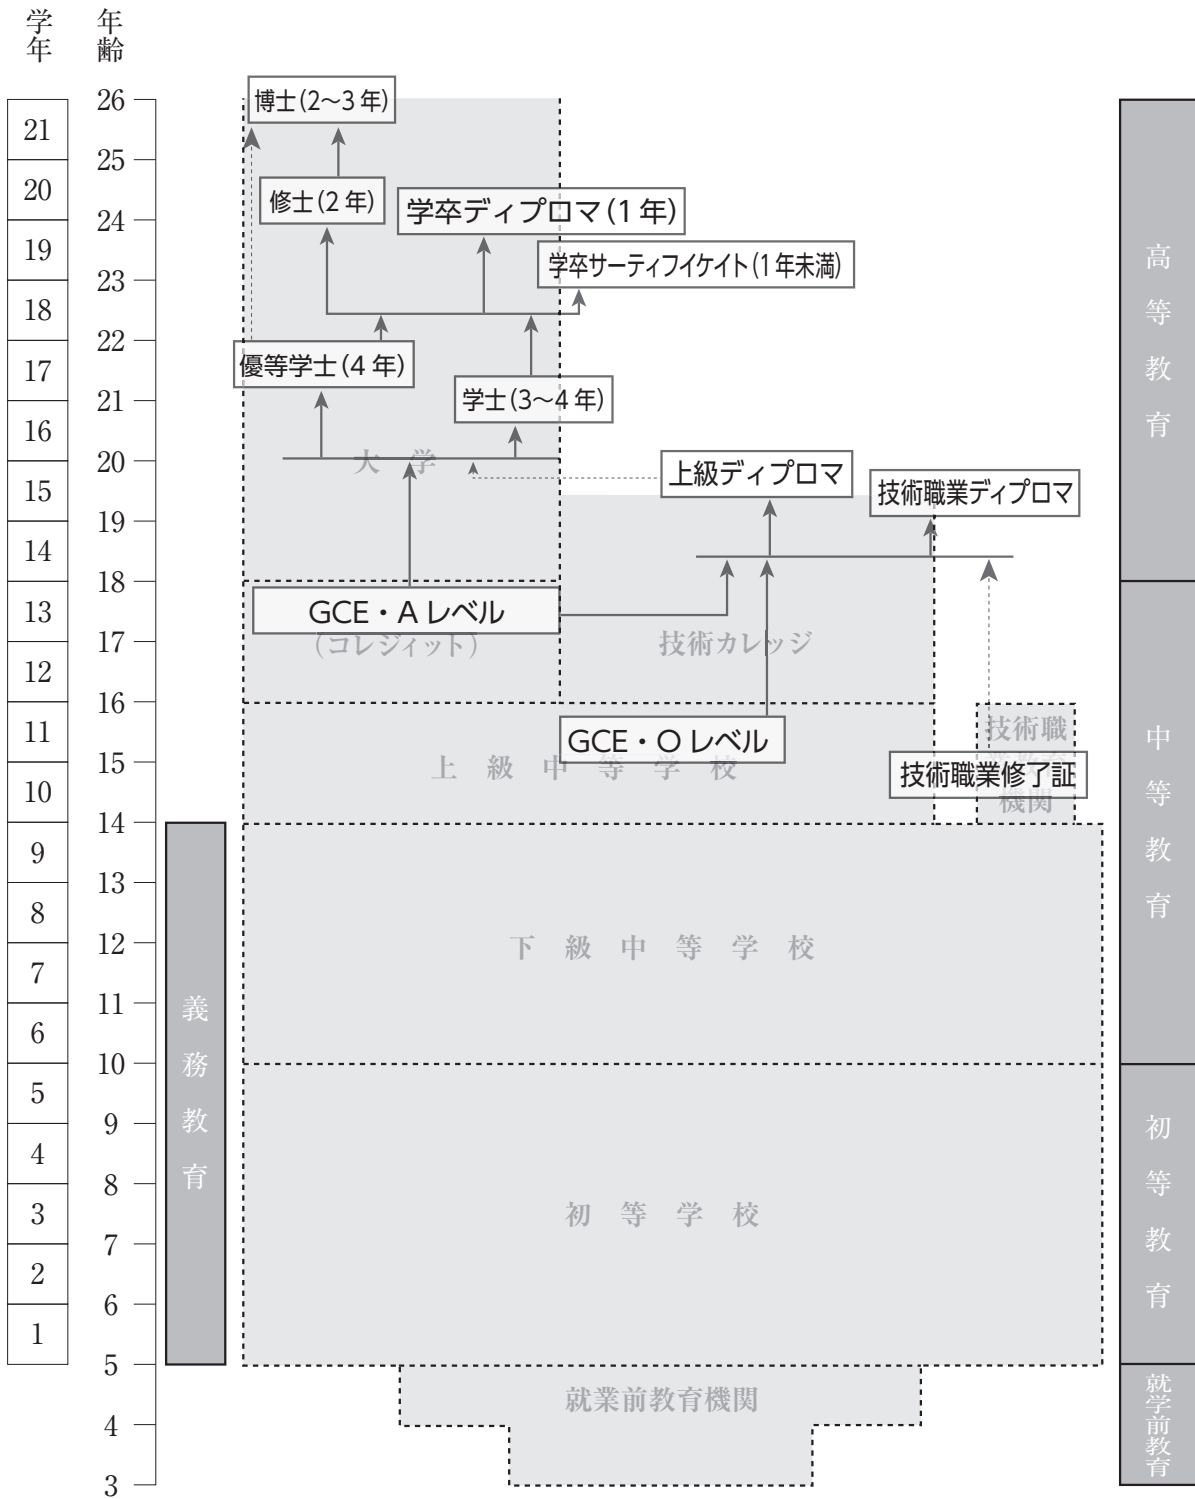 学年
年齢
26
25
24
23
22
21
20
19
18
17
16
15
14
13
12
11
10
9
8
7
6
5
4
3
21
20
19
18
17
16
15
14
13
12
11
10
9
8
7
6
5
4
3
2
1
義務教育
博士(2〜3年)
修士(2年)
学卒ディプロマ(1年)
学卒サーティフイケイト(1年未満)
優等学士(4年)
学士(3〜4年)
大学
上級ディプロマ
技術職業ディプロマ
GCE・Aレベル
(コレジィット)
技術カレッジ
GCE・Oレベル
上級中等学校
技術職
業教育
機関
技術職業修了証
下級中等学校
初等学校
就業前教育機関
高等教育
中等教育
初等教育
就学前教育